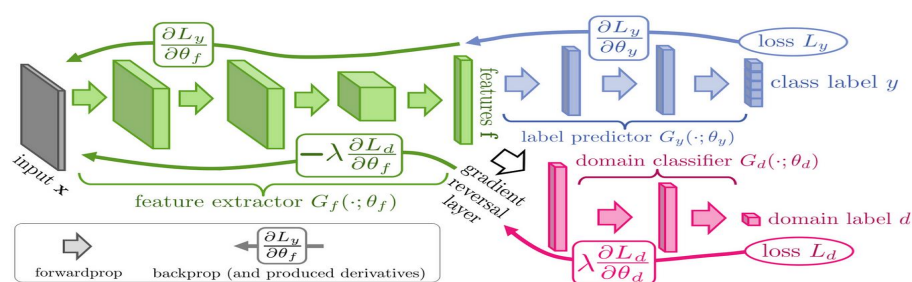 ∂L_y/∂θ_f
∂L_y/∂θ_y
loss L_y
features f
class label y
label predictor G_y(·; θ_y)
input x
−λ ∂L_d/∂θ_f
feature extractor G_f(·; θ_f)
gradient
reversal
layer
domain classifier G_d(·; θ_d)
domain label d
λ ∂L_d/∂θ_d
loss L_d
∂L_y/∂θ_f
forwardprop
backprop (and produced derivatives)